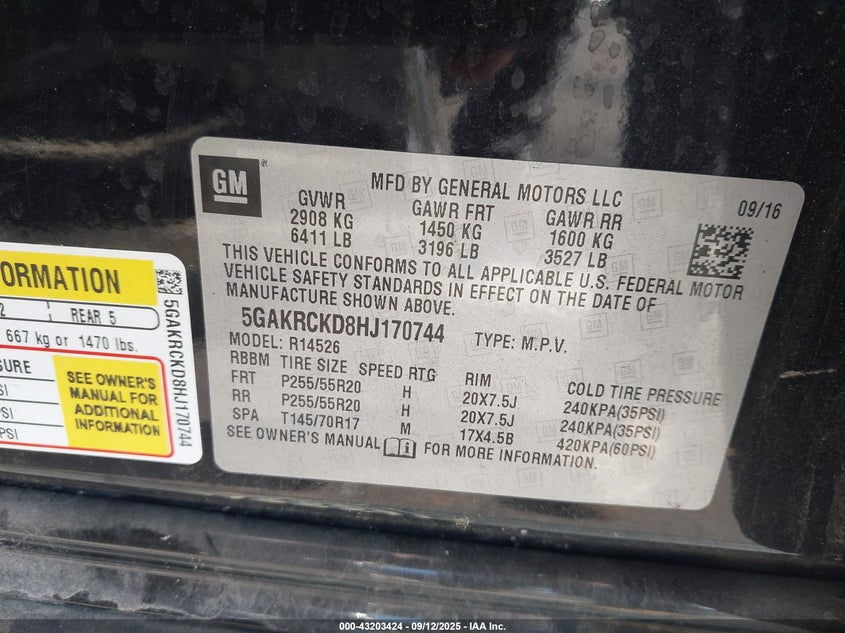 GM
®
MFD BY GENERAL MOTORS LLC
09/16
GVWR GAWR FRT GAWR RR
2908 KG 1450 KG 1600 KG
6411 LB 3196 LB 3527 LB
THIS VEHICLE CONFORMS TO ALL APPLICABLE U.S. FEDERAL MOTOR
VEHICLE SAFETY STANDARDS IN EFFECT ON THE DATE OF
MANUFACTURE SHOWN ABOVE.
5GAKRCKD8HJ170744 TYPE: M.P.V.
MODEL: R14526
RBBM TIRE SIZE SPEED RTG RIM COLD TIRE PRESSURE
FRT P255/55R20 H 20X7.5J 240KPA(35PSI)
RR P255/55R20 H 20X7.5J 240KPA(35PSI)
SPA T145/70R17 M 17X4.5B 420KPA(60PSI)
SEE OWNER'S MANUAL FOR MORE INFORMATION.
ORMATION
2 REAR 5
667 kg or 1470 lbs.
SURE
SI
SI
PSI
SEE OWNER'S
MANUAL FOR
ADDITIONAL
INFORMATION
5GAKRCKD8HJ170744
000-43203424 - 09/12/2025 - IAA Inc.